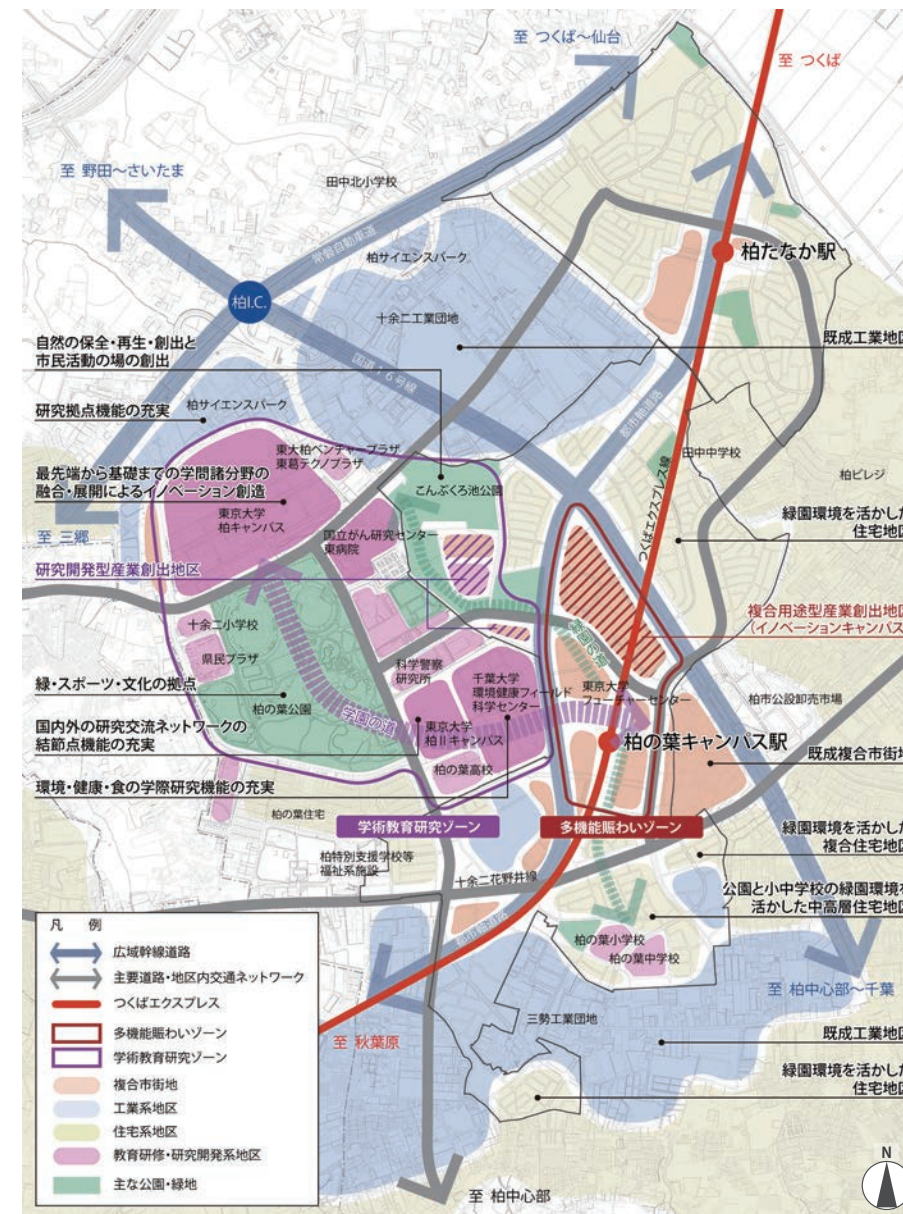 至 つくば～仙台
至 つくば
至 野田～さいたま
田中北小学校
常磐自動車道
柏サイエンスパーク
柏たなか駅
柏I.C.
十余二工業団地
自然の保全・再生・創出と
市民活動の場の創出
既成工業地区
国道16号線
都市軸道路
研究拠点機能の充実
柏サイエンスパーク
東大柏ベンチャープラザ
東葛テクノプラザ
田中中学校
最先端から基礎までの学問諸分野の
融合・展開によるイノベーション創造
こんぶくろ池公園
柏ビレジ
東京大学
柏キャンパス
つくばエクスプレス線
緑園環境を活かした
住宅地区
至 三郷
国立がん研究センター
東病院
研究開発型産業創出地区
複合用途型産業創出地区
（イノベーションキャンパス
十余二小学校
県民プラザ
緑園の道
科学警察
研究所
千葉大学
環境健康フィールド
科学センター
東京大学
フューチャーセンター
柏市公設卸売市場
緑・スポーツ・文化の拠点
柏の葉公園
学園の道
東京大学
柏Ⅱキャンパス
国内外の研究交流ネットワークの
結節点機能の充実
柏の葉キャンパス駅
既成複合市街地
柏の葉高校
環境・健康・食の学際研究機能の充実
柏の葉住宅
学術教育研究ゾーン
多機能賑わいゾーン
緑園環境を活かした
複合住宅地区
柏特別支援学校等
福祉系施設
十余二花野井線
公園と小中学校の緑園環境を
活かした中高層住宅地区
都市軸道路
柏の葉小学校
柏の葉中学校
至 柏中心部～千葉
三勢工業団地
至 秋葉原
既成工業地区
緑園環境を活かした
住宅地区
至 柏中心部
凡 例
広域幹線道路
主要道路・地区内交通ネットワーク
つくばエクスプレス
多機能賑わいゾーン
学術教育研究ゾーン
複合市街地
工業系地区
住宅系地区
教育研修・研究開発系地区
主な公園・緑地
N